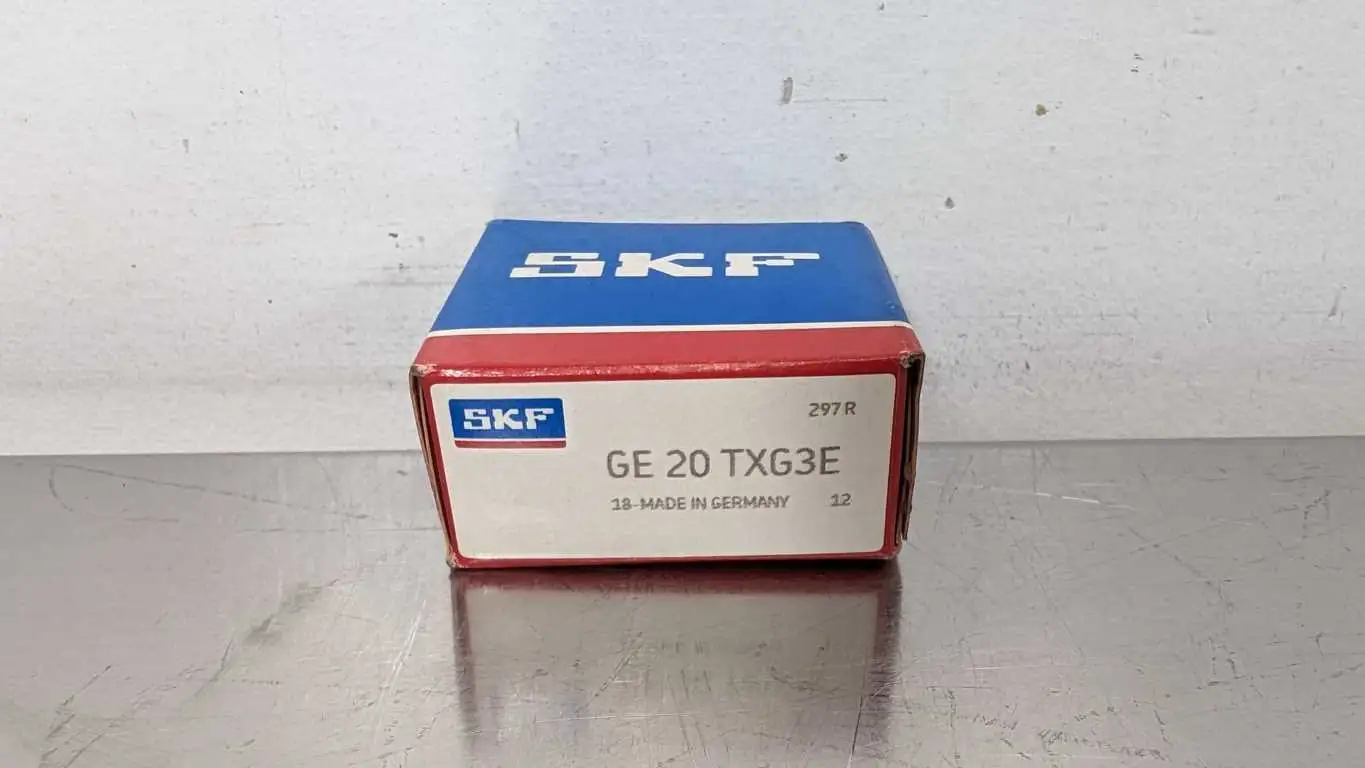 SKF
SKF
297 R
GE 20 TXG3E
18-MADE IN GERMANY 12